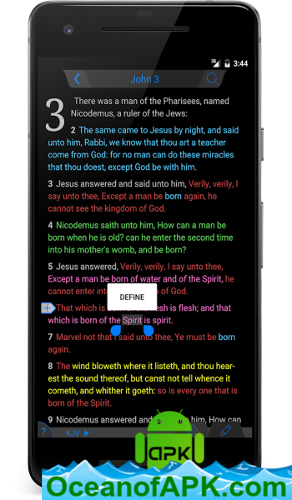 3:44
John 3
3 There was a man of the Pharisees, named
Nicodemus, a ruler of the Jews:
2 The same came to Jesus by night, and said
unto him, Rabbi, we know that thou art a teacher
come from God: for no man can do these miracles
that thou doest, except God be with him.
3 Jesus answered and said unto him, Verily, verily, I
say unto thee, Except a man be born again, he
cannot see the kingdom of God.
4 Nicodemus saith unto him, How can a man be
born when he is old? can he enter the second time
into his mother's womb, and be born?
5 Jesus answered, Verily, verily, I say unto thee,
Except a man be born of water and of the Spirit,
he cannot enter into the kingdom of God.
DEFINE
That which is flesh is flesh; and that
which is born of the Spirit is spirit.
7 Marvel not that I said unto thee, Ye must be born
again.
8 The wind bloweth where it listeth, and thou hear-
est the sound thereof, but canst not tell whence it
cometh, and whither it goeth: so is every one that is
born of the Spirit.
9 Nicodemus answered and unto him, How can
? KJV
APK
OceanofAPK.com